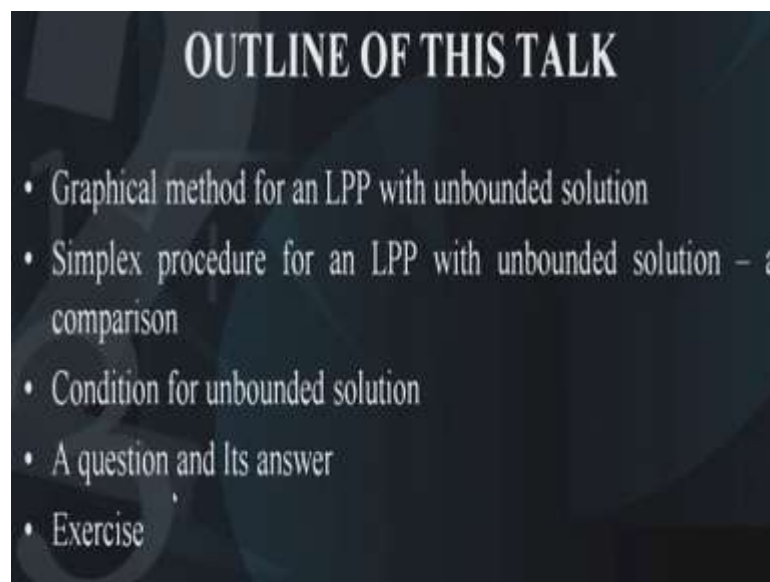 OUTLINE OF THIS TALK
• Graphical method for an LPP with unbounded solution
• Simplex procedure for an LPP with unbounded solution – a
comparison
• Condition for unbounded solution
• A question and Its answer
• Exercise